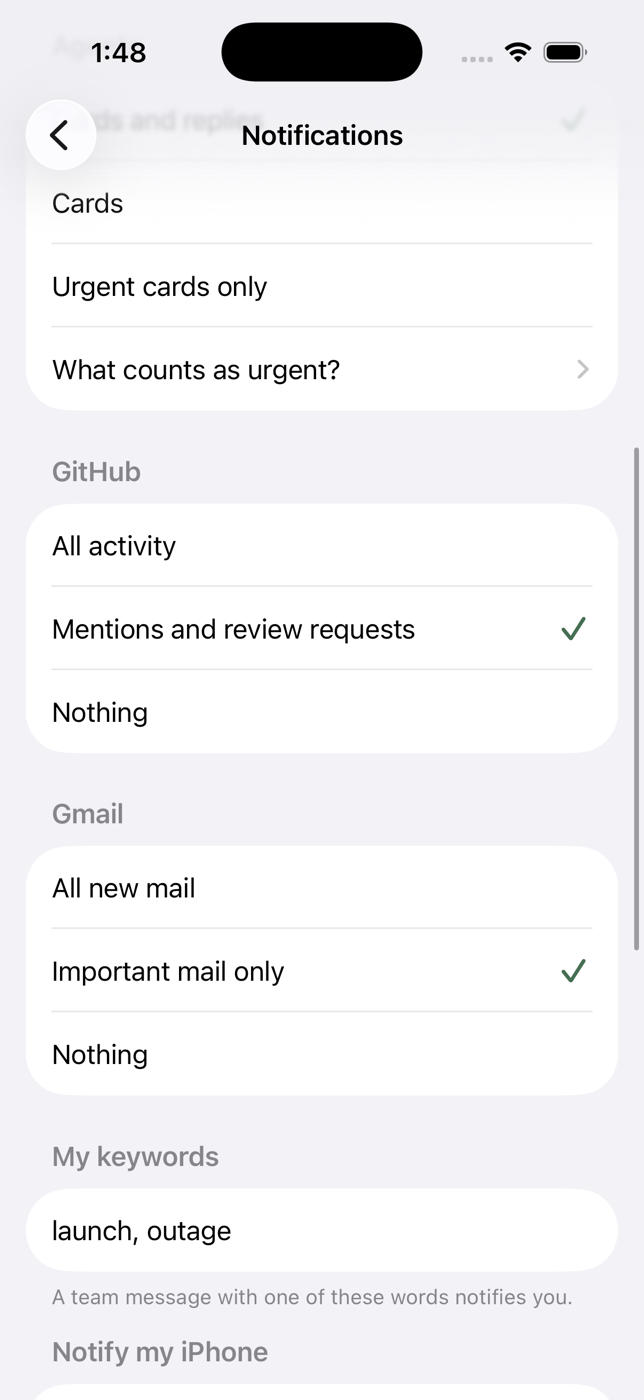 1:48
Notifications
Cards
Urgent cards only
What counts as urgent?
GitHub
All activity
Mentions and review requests
Nothing
Gmail
All new mail
Important mail only
Nothing
My keywords
launch, outage
A team message with one of these words notifies you.
Notify my iPhone